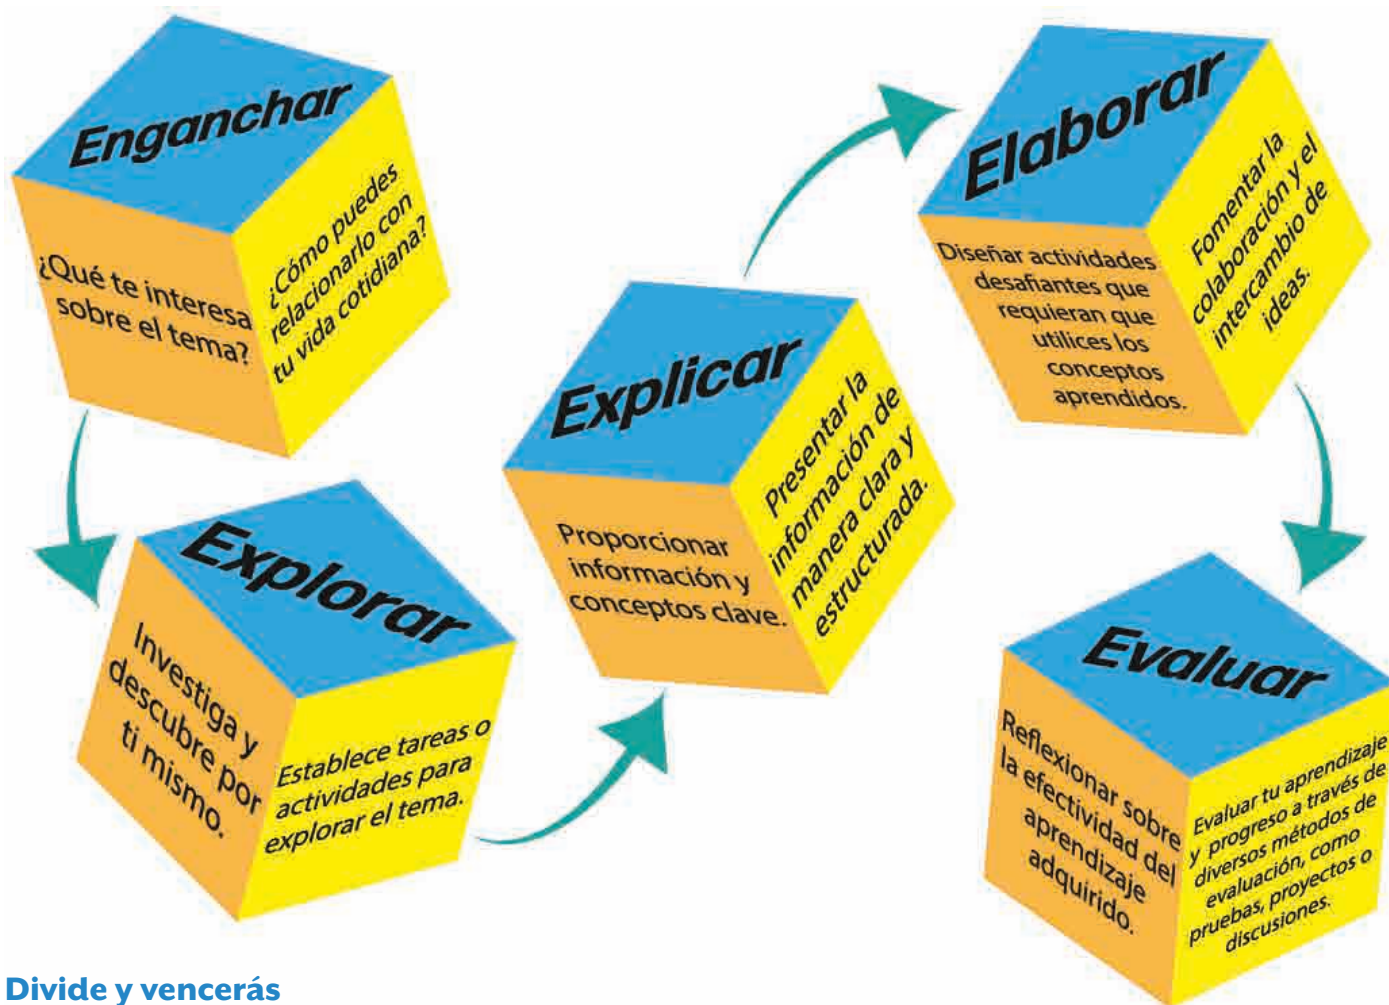 Enganchar
¿Qué te interesa
sobre el tema?
¿Cómo puedes
relacionarlo con
tu vida cotidiana?
Explorar
Investiga y
descubre por
ti mismo.
Establece tareas o
actividades para
explorar el tema.
Explicar
Proporcionar
información y
conceptos clave.
Presentar la
información de
manera clara y
estructurada.
Elaborar
Diseñar actividades
desafiantes que
requieran que
utilices los
conceptos
aprendidos.
Fomentar la
colaboración y el
intercambio de
ideas.
Evaluar
Reflexionar sobre
la efectividad del
aprendizaje
adquirido.
Evaluar tu aprendizaje
y progreso a través de
diversos métodos de
evaluación, como
pruebas, proyectos o
discusiones.
Divide y vencerás